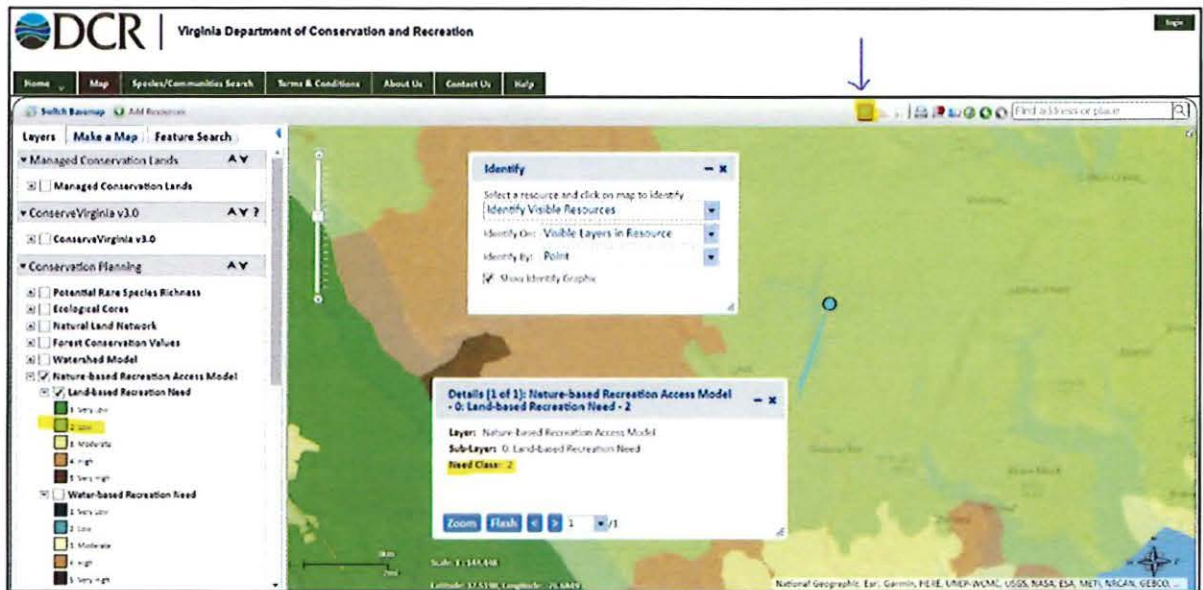 DCR | Virginia Department of Conservation and Recreation
login
Home Map Species/Communities Search Terms & Conditions About Us Contact Us Help
Switch Basemap Add Resources
Find address or place
Layers Make a Map Feature Search
Managed Conservation Lands
Managed Conservation Lands
ConserveVirginia v3.0 ?
ConserveVirginia v3.0
Conservation Planning
Potential Rare Species Richness
Ecological Cores
Natural Land Network
Forest Conservation Values
Watershed Model
Nature-based Recreation Access Model
Land-based Recreation Need
1 Very Low
2 Low
3 Moderate
4 High
5 Very High
Water-based Recreation Need
1 Very Low
2 Low
3 Moderate
4 High
5 Very High
Identify
Select a resource and click on map to identify
Identify Visible Resources
Identify On: Visible Layers in Resource
Identify By: Point
Show Identify Graphic
Details (1 of 1): Nature-based Recreation Access Model
- 0: Land-based Recreation Need - 2
Layer: Nature-based Recreation Access Model
Sub-Layer: 0: Land-based Recreation Need
Need Class: 2
Zoom Flash < > 1 /1
National Geographic, Esri, Garmin, HERE, UNEP-WCMC, USGS, NASA, ESA, METI, NRCAN, GEBCO, ...